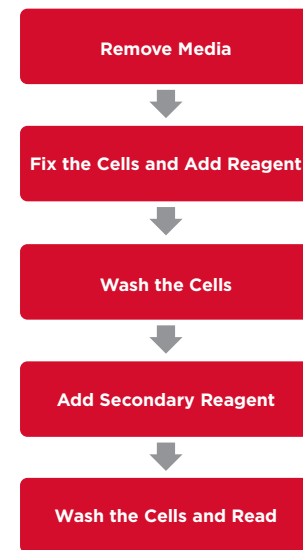 Remove Media
Fix the Cells and Add Reagent
Wash the Cells
Add Secondary Reagent
Wash the Cells and Read